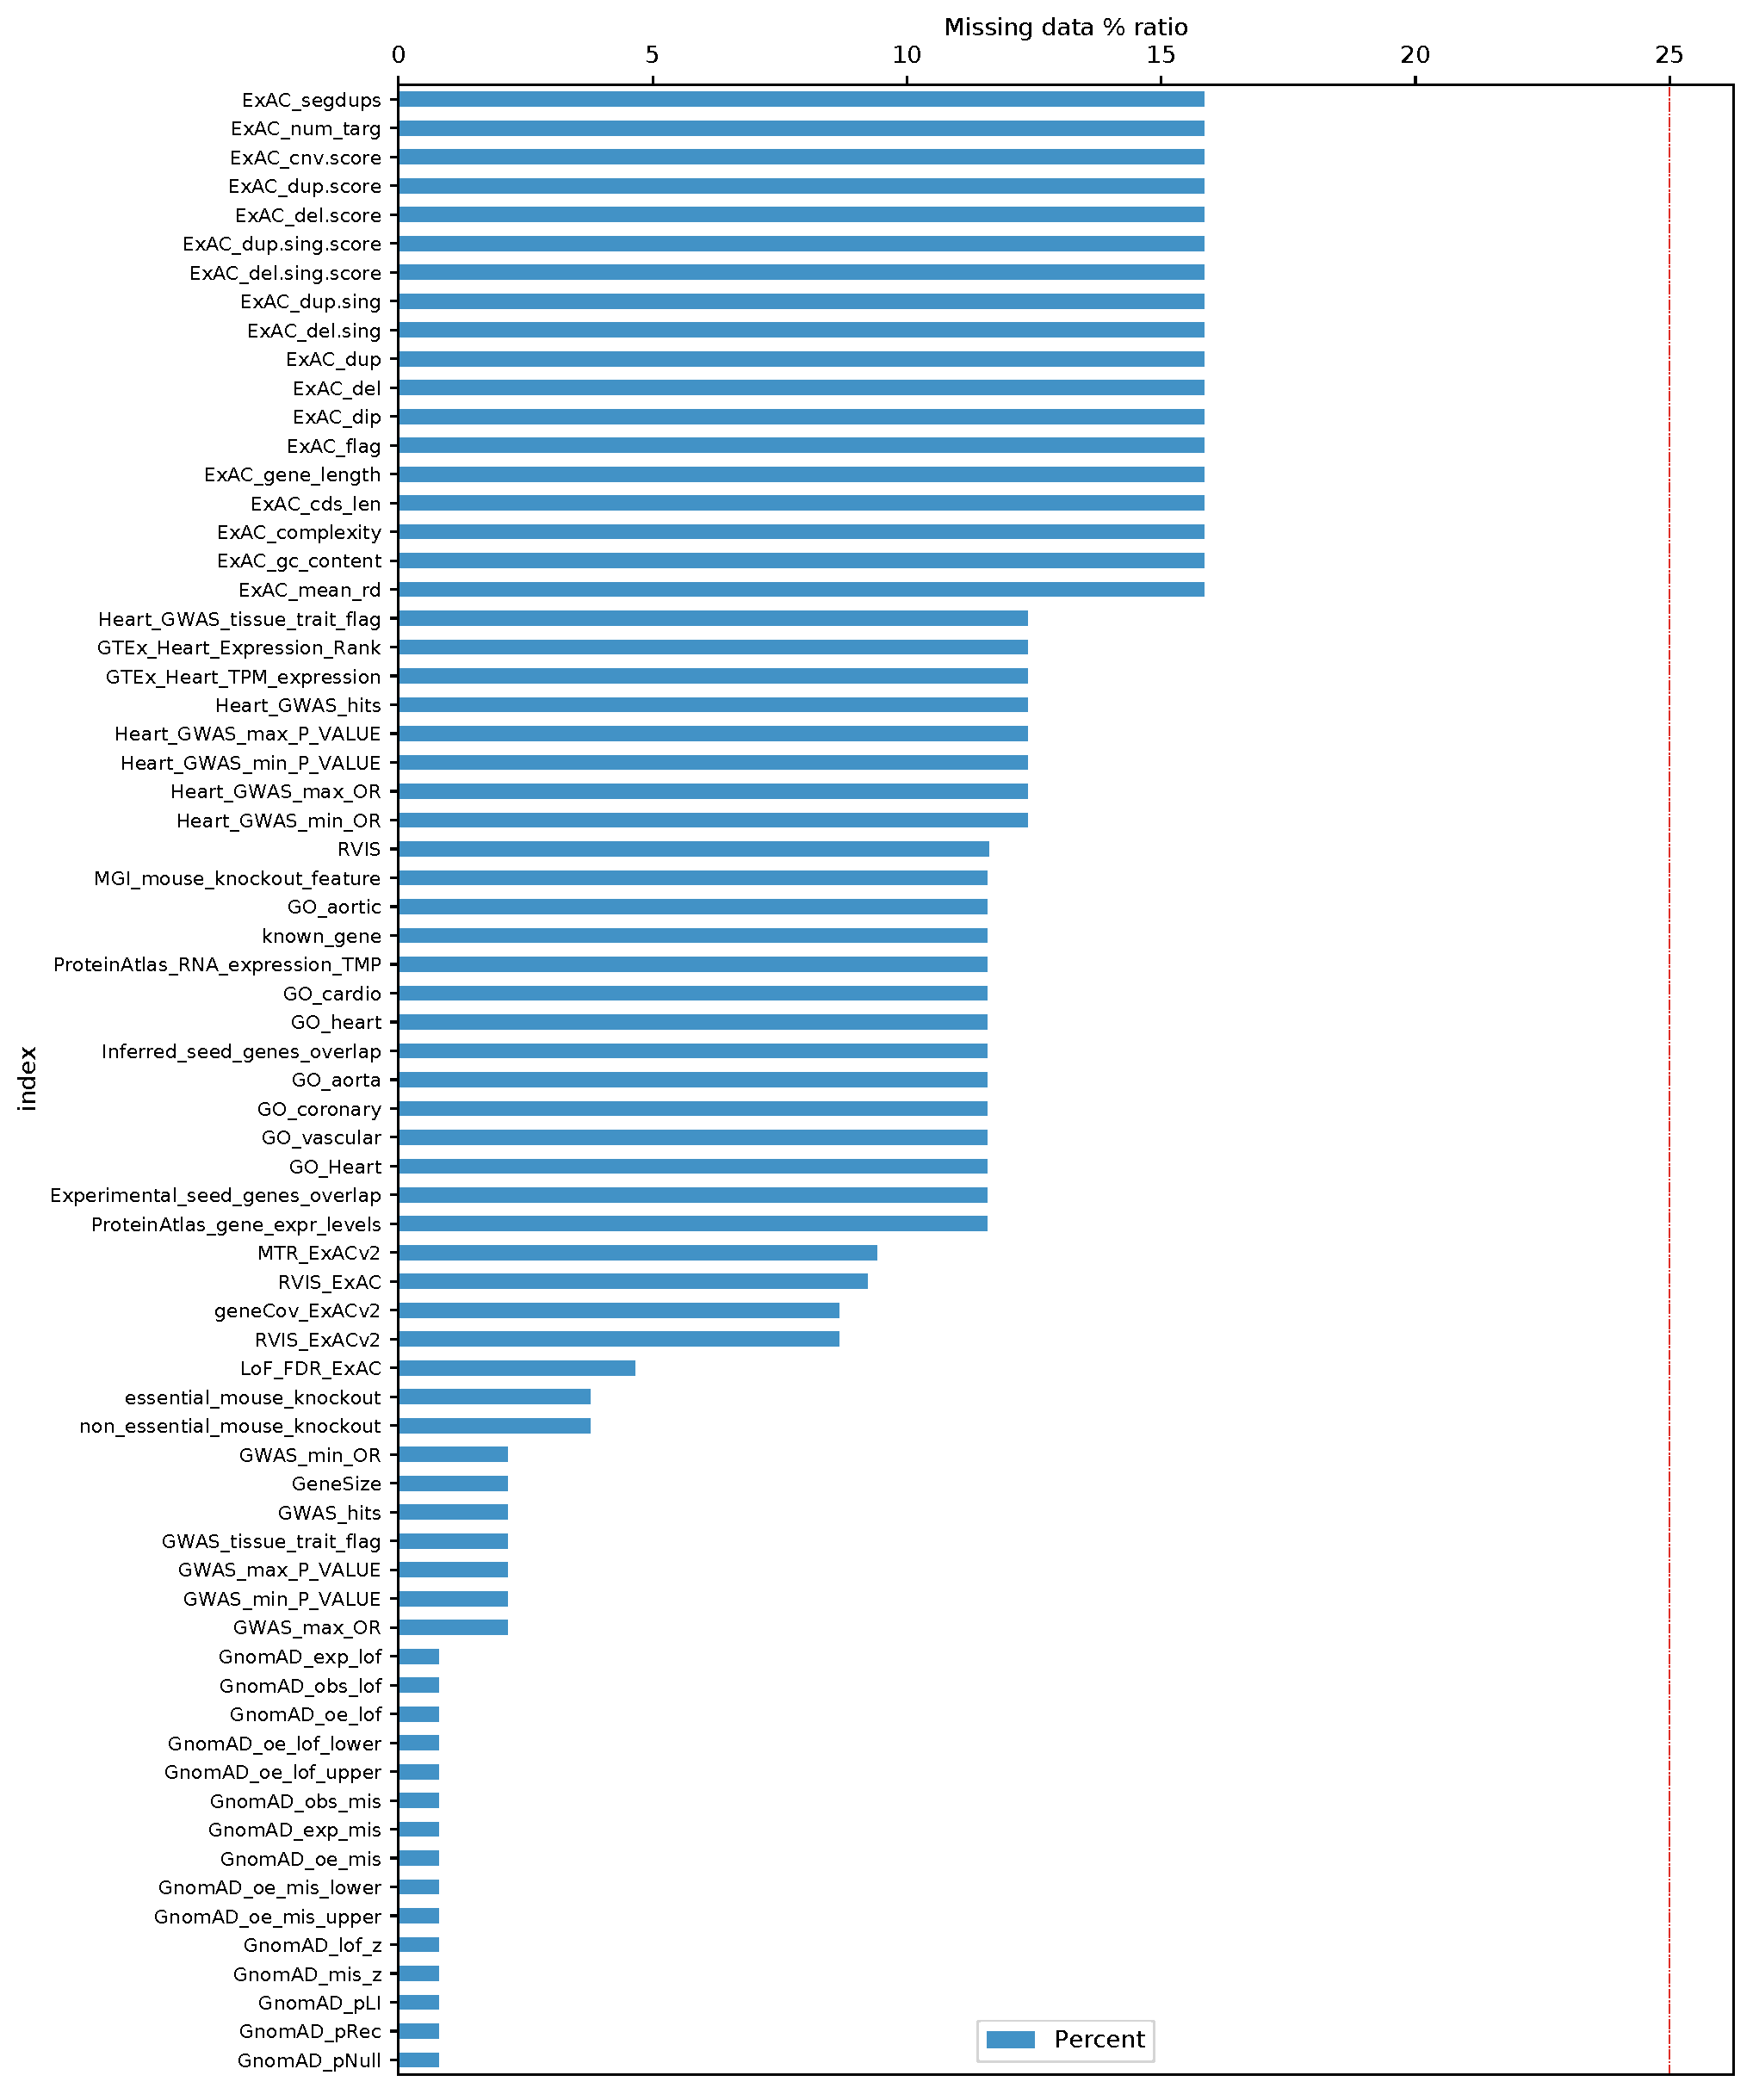 Missing data % ratio
0 5 10 15 20 25
ExAC_segdups
ExAC_num_targ
ExAC_cnv.score
ExAC_dup.score
ExAC_del.score
ExAC_dup.sing.score
ExAC_del.sing.score
ExAC_dup.sing
ExAC_del.sing
ExAC_dup
ExAC_del
ExAC_dip
ExAC_flag
ExAC_gene_length
ExAC_cds_len
ExAC_complexity
ExAC_gc_content
ExAC_mean_rd
Heart_GWAS_tissue_trait_flag
GTEx_Heart_Expression_Rank
GTEx_Heart_TPM_expression
Heart_GWAS_hits
Heart_GWAS_max_P_VALUE
Heart_GWAS_min_P_VALUE
Heart_GWAS_max_OR
Heart_GWAS_min_OR
RVIS
MGI_mouse_knockout_feature
GO_aortic
known_gene
ProteinAtlas_RNA_expression_TMP
GO_cardio
GO_heart
Inferred_seed_genes_overlap
GO_aorta
GO_coronary
GO_vascular
GO_Heart
Experimental_seed_genes_overlap
ProteinAtlas_gene_expr_levels
MTR_ExACv2
RVIS_ExAC
geneCov_ExACv2
RVIS_ExACv2
LoF_FDR_ExAC
essential_mouse_knockout
non_essential_mouse_knockout
GWAS_min_OR
GeneSize
GWAS_hits
GWAS_tissue_trait_flag
GWAS_max_P_VALUE
GWAS_min_P_VALUE
GWAS_max_OR
GnomAD_exp_lof
GnomAD_obs_lof
GnomAD_oe_lof
GnomAD_oe_lof_lower
GnomAD_oe_lof_upper
GnomAD_obs_mis
GnomAD_exp_mis
GnomAD_oe_mis
GnomAD_oe_mis_lower
GnomAD_oe_mis_upper
GnomAD_lof_z
GnomAD_mis_z
GnomAD_pLI
GnomAD_pRec
GnomAD_pNull
index
Percent